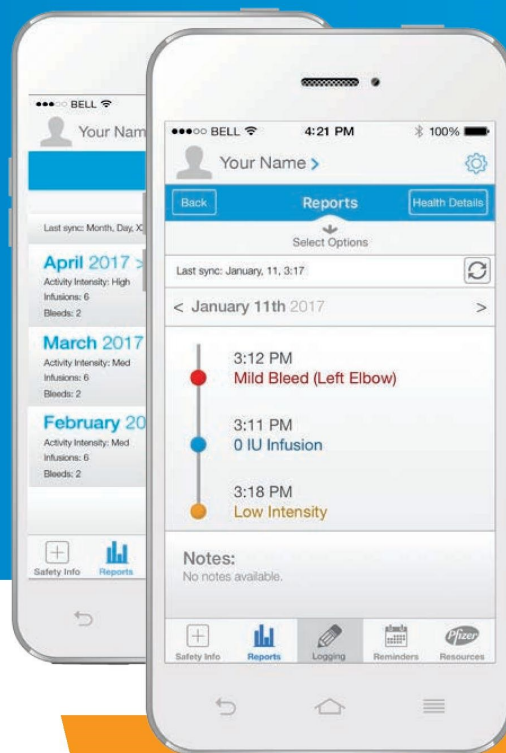 BELL
Your Nam
Last sync: Month, Day, X
April 2017 >
Activity Intensity: High
Infusions: 6
Bleeds: 2
March 2017
Activity Intensity: Med
Infusions: 6
Bleeds: 2
February 20
Activity Intensity: Med
Infusions: 6
Bleeds: 2
Safety Info
Reports
BELL 4:21 PM 100%
Your Name >
Back Reports Health Details
Select Options
Last sync: January, 11, 3:17
< January 11th 2017 >
3:12 PM
Mild Bleed (Left Elbow)
3:11 PM
0 IU Infusion
3:18 PM
Low Intensity
Notes:
No notes available.
Pfizer
Safety Info Reports Logging Reminders Resources